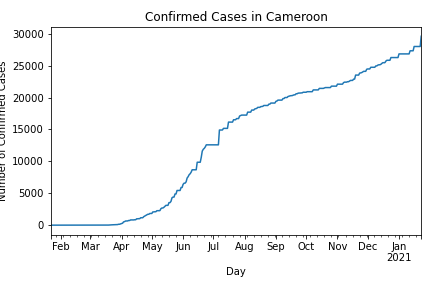 Confirmed Cases in Cameroon
30000
25000
20000
15000
10000
5000
0
Number of Confirmed Cases
Feb Mar Apr May Jun Jul Aug Sep Oct Nov Dec Jan
2021
Day